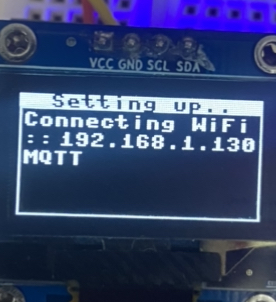 VCC GND SCL SDA
Setting up..
Connecting WiFi
::192.168.1.130
MQTT